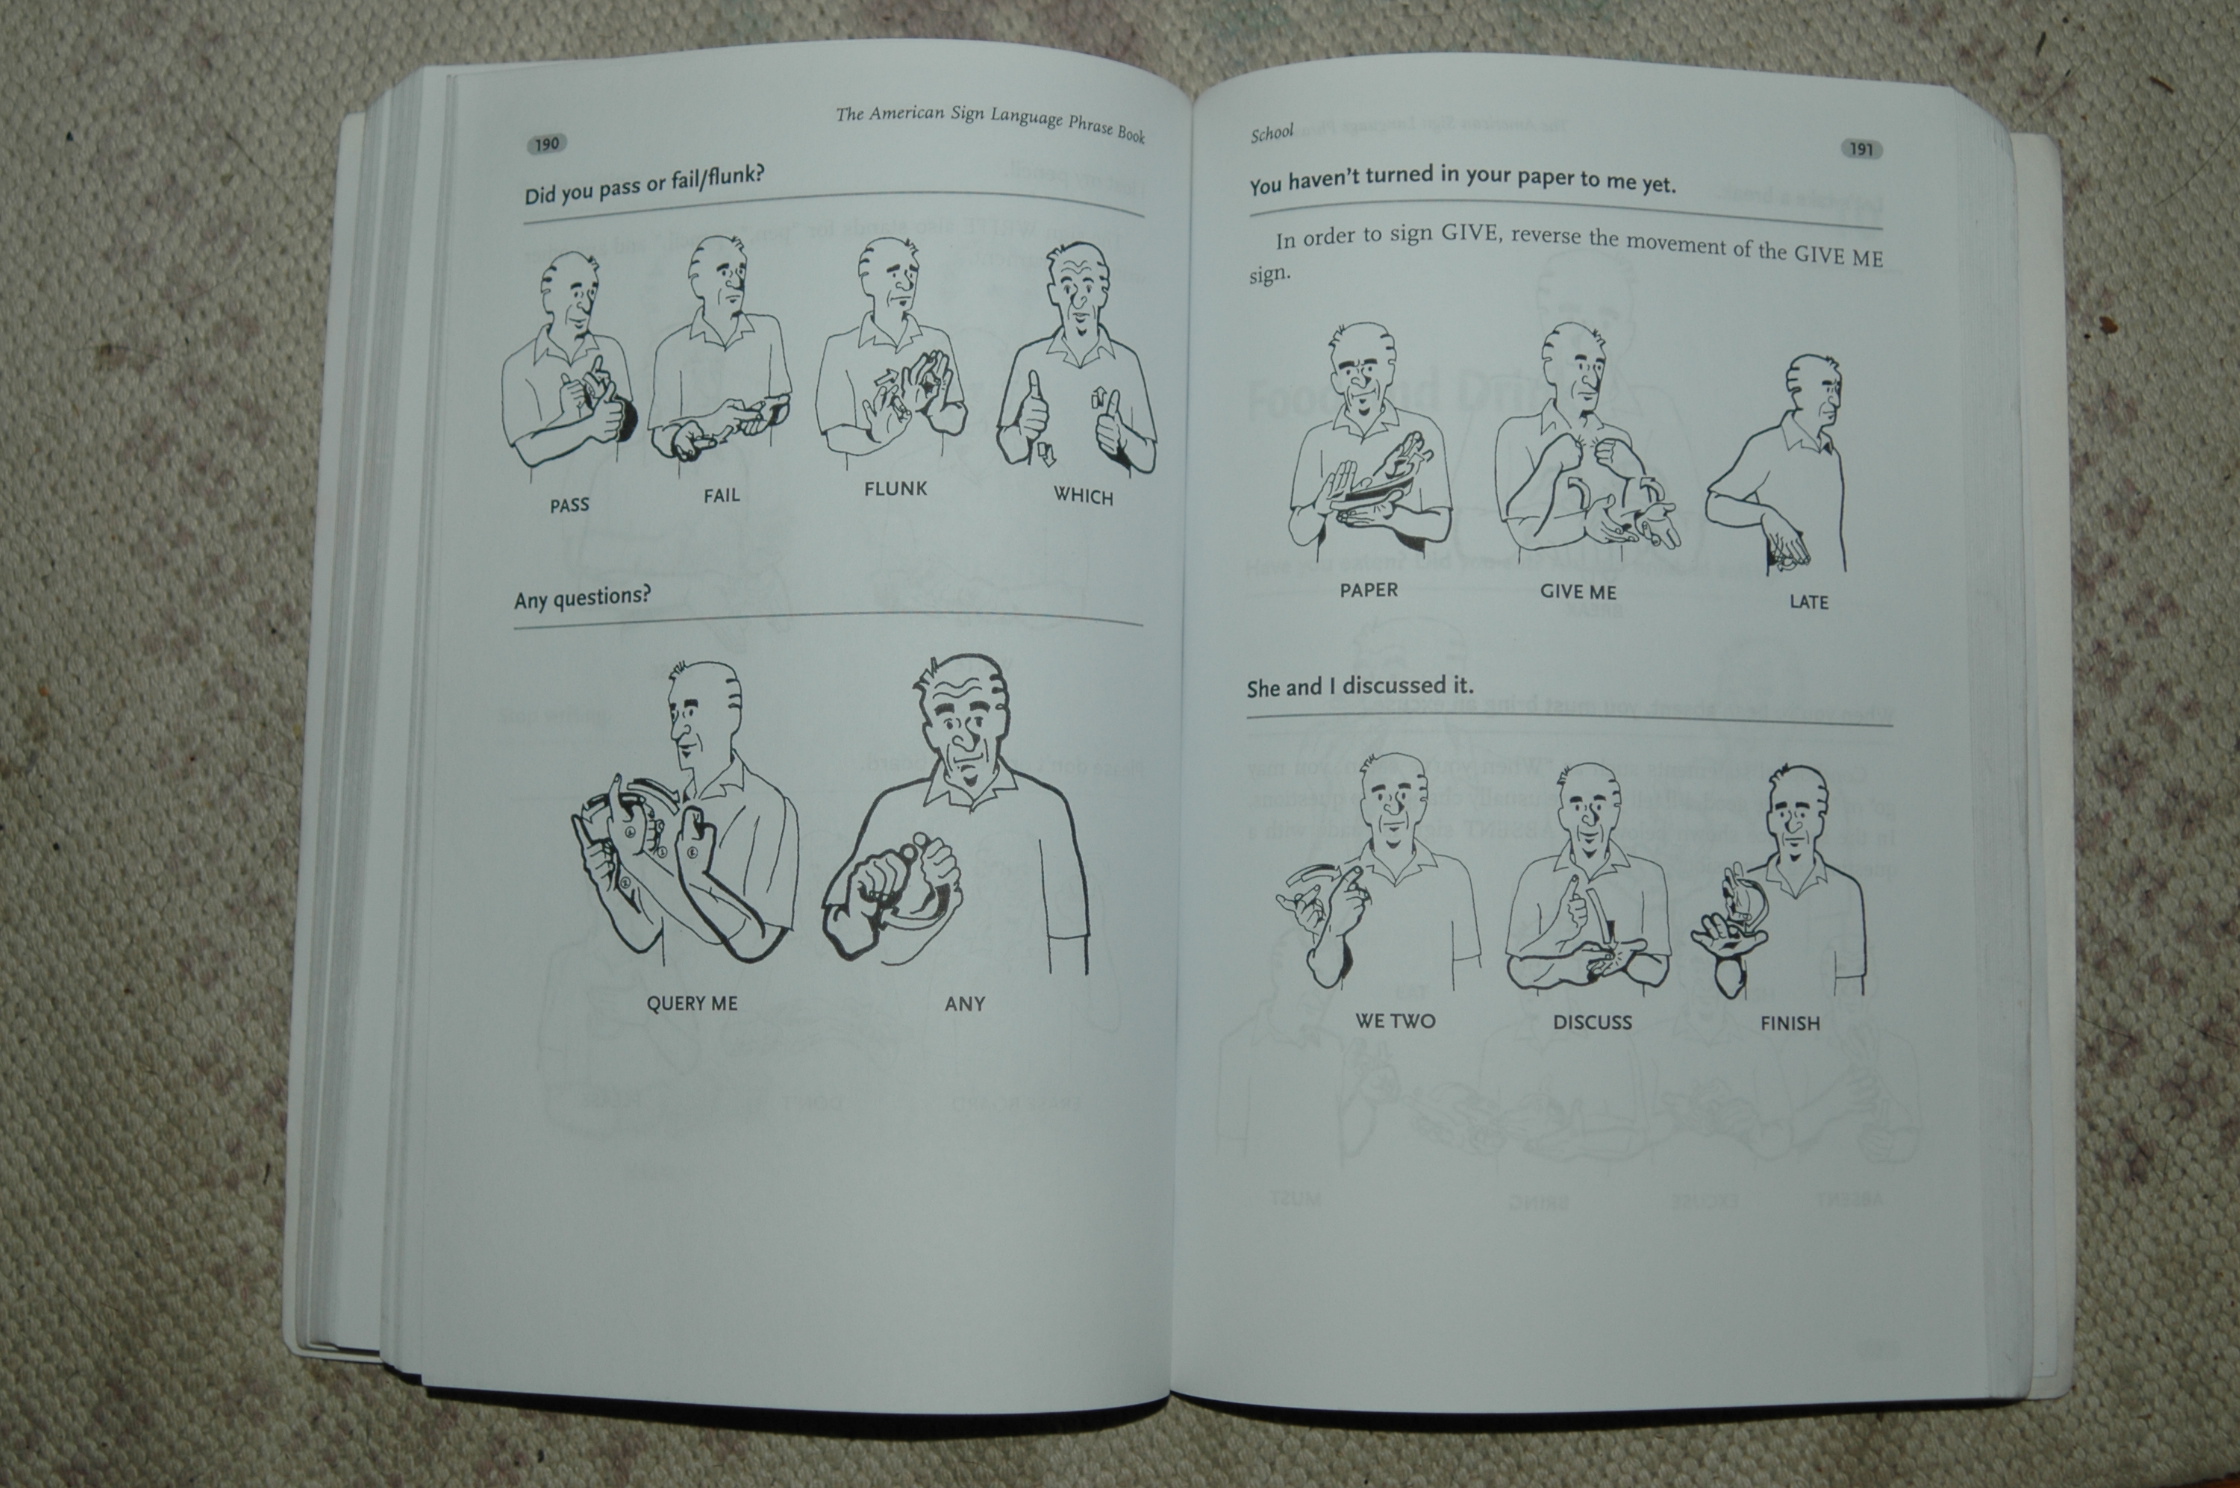 190
The American Sign Language Phrase Book
Did you pass or fail/flunk?
PASS FAIL FLUNK WHICH
Any questions?
QUERY ME ANY
School
191
You haven't turned in your paper to me yet.
In order to sign GIVE, reverse the movement of the GIVE ME
sign.
PAPER GIVE ME LATE
She and I discussed it.
WE TWO DISCUSS FINISH